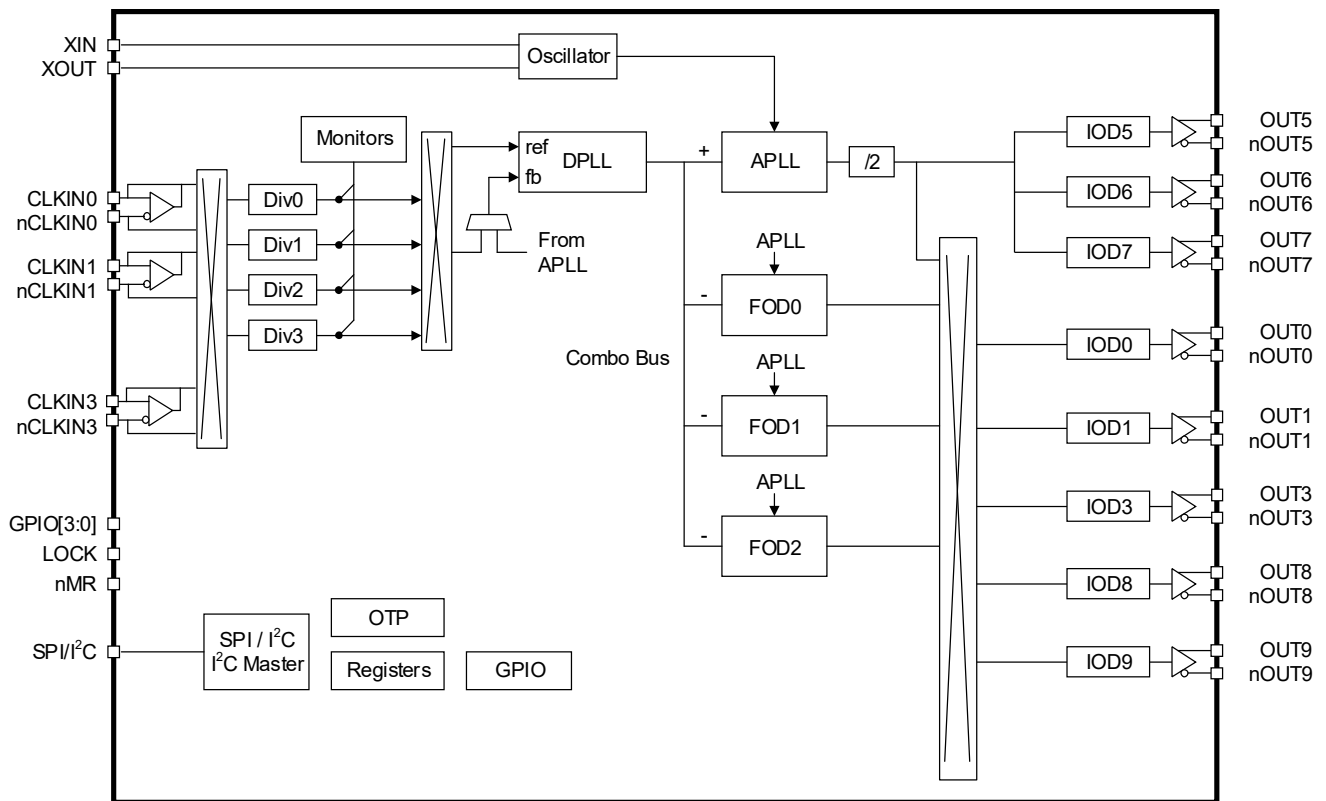 XIN
XOUT
Oscillator
Monitors
ref
fb
DPLL
+
APLL
/2
IOD5
OUT5
nOUT5
CLKIN0
nCLKIN0
Div0
IOD6
OUT6
nOUT6
CLKIN1
nCLKIN1
Div1
From
APLL
APLL
IOD7
OUT7
nOUT7
Div2
-
FOD0
Div3
IOD0
OUT0
nOUT0
Combo Bus
APLL
CLKIN3
nCLKIN3
-
FOD1
IOD1
OUT1
nOUT1
APLL
GPIO[3:0]
LOCK
nMR
-
FOD2
IOD3
OUT3
nOUT3
IOD8
OUT8
nOUT8
SPI/I²C
SPI / I²C
I²C Master
OTP
Registers
GPIO
IOD9
OUT9
nOUT9